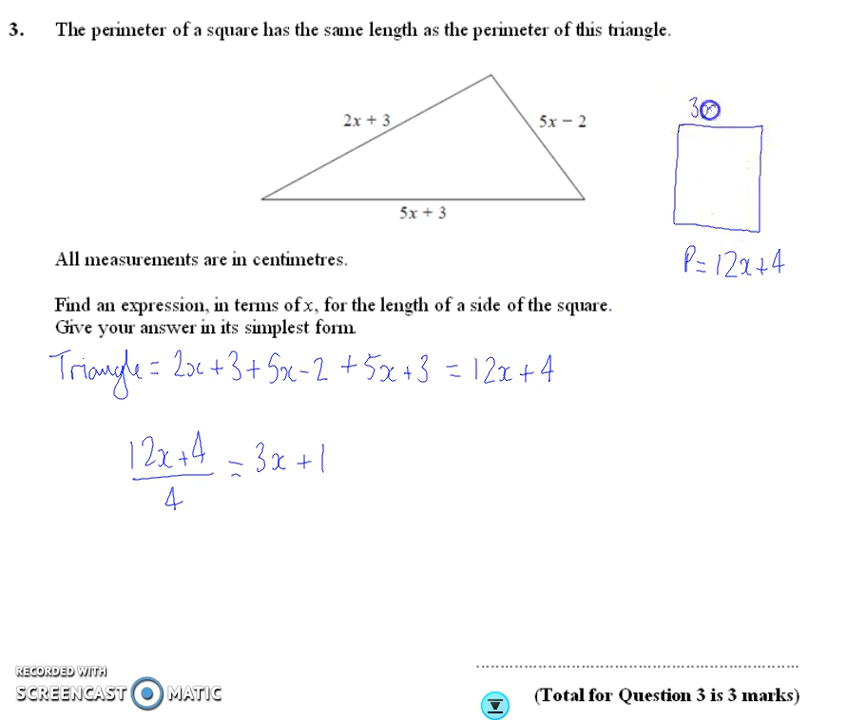 3. The perimeter of a square has the same length as the perimeter of this triangle.
2x + 3
5x − 2
5x + 3
P = 12x + 4
All measurements are in centimetres.
Find an expression, in terms of x, for the length of a side of the square.
Give your answer in its simplest form
Triangle = 2x + 3 + 5x - 2 + 5x + 3 = 12x + 4
12x + 4
4
= 3x + 1
RECORDED WITH
SCREENCAST O MATIC
(Total for Question 3 is 3 marks)